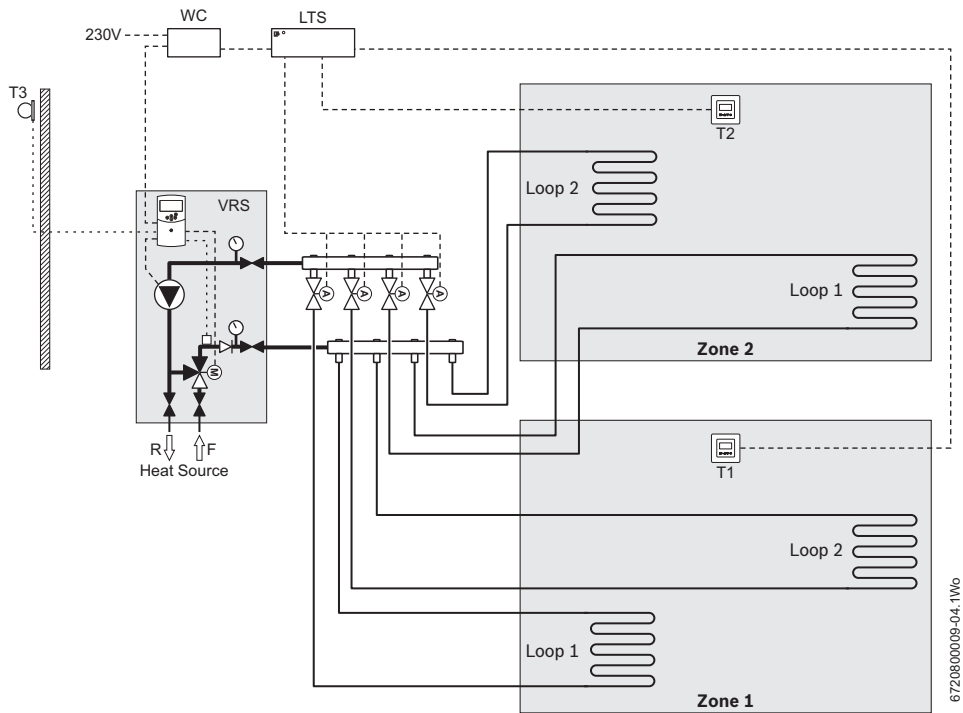 WC
LTS
230V
T3
T2
Loop 2
VRS
A
A
A
A
Loop 1
Zone 2
M
R
F
Heat Source
T1
Loop 2
Loop 1
Zone 1
6720800009-04.1Wo